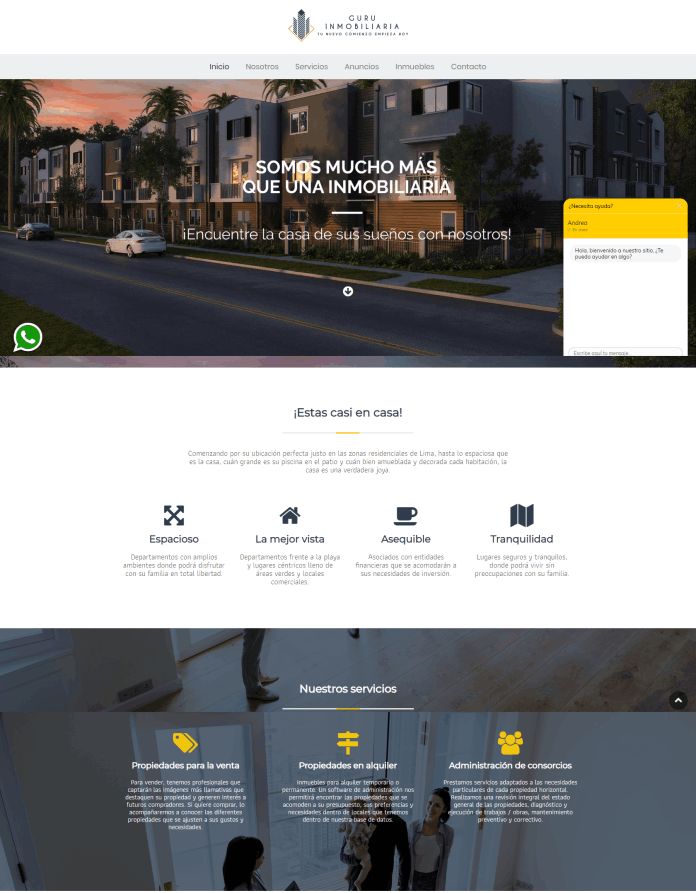 GURU
INMOBILIARIA
TU NUEVO COMIENZO EMPIEZA HOY
Inicio Nosotros Servicios Anuncios Inmuebles Contacto
SOMOS MUCHO MÁS
QUE UNA INMOBILIARIA
¡Encuentre la casa de sus sueños con nosotros!
¿Necesita ayuda?
Andrea
En línea
Hola, bienvenido a nuestro sitio, ¿Te
puedo ayudar en algo?
Escribe aquí tu mensaje
¡Estas casi en casa!
Comenzando por su ubicación perfecta justo en las zonas residenciales de Lima, hasta lo espaciosa que
es la casa, cuán grande es su piscina en el patio y cuán bien amueblada y decorada cada habitación, la
casa es una verdadera joya.
Espacioso
Departamentos con amplios
ambientes donde podrá disfrutar
con su familia en total libertad.
La mejor vista
Departamentos frente a la playa
y lugares céntricos lleno de
áreas verdes y locales
comerciales.
Asequible
Asociados con entidades
financieras que se acomodarán a
sus necesidades de inversión.
Tranquilidad
Lugares seguros y tranquilos,
donde podrá vivir sin
preocupaciones con su familia.
Nuestros servicios
Propiedades para la venta
Para vender, tenemos profesionales que
captarán las imágenes más llamativas que
destaquen su propiedad y generen interés a
futuros compradores. Si quiere comprar, lo
acompañaremos a conocer las diferentes
propiedades que se ajusten a sus gustos y
necesidades.
Propiedades en alquiler
Inmuebles para alquiler temporario o
permanente. Un software de administración nos
permitirá encontrar las propiedades que se
acomoden a su presupuesto, sus preferencias y
necesidades dentro de locales que tenemos
dentro de nuestra base de datos.
Administración de consorcios
Prestamos servicios adaptados a las necesidades
particulares de cada propiedad horizontal.
Realizamos una revisión integral del estado
general de las propiedades, diagnóstico y
ejecución de trabajos / obras, mantenimiento
preventivo y correctivo.